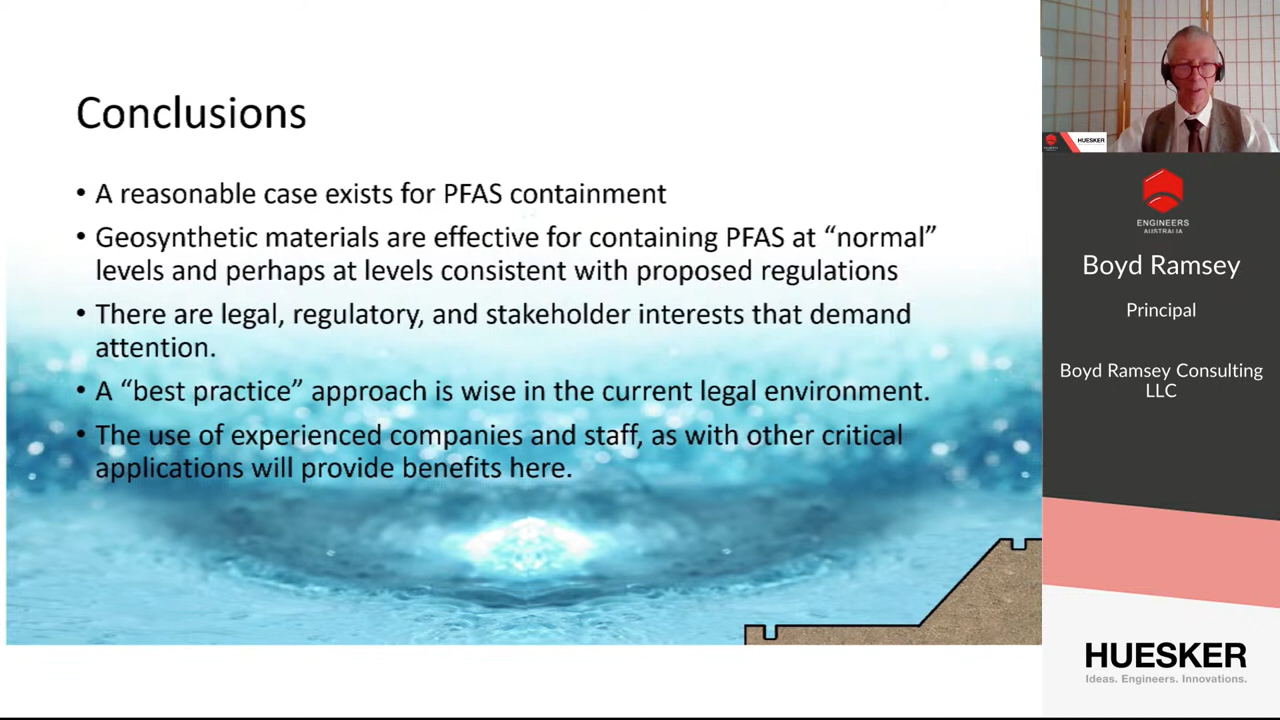 Conclusions
• A reasonable case exists for PFAS containment
• Geosynthetic materials are effective for containing PFAS at “normal”
levels and perhaps at levels consistent with proposed regulations
• There are legal, regulatory, and stakeholder interests that demand
attention.
• A “best practice” approach is wise in the current legal environment.
• The use of experienced companies and staff, as with other critical
applications will provide benefits here.
HUESKER
ENGINEERS
AUSTRALIA
Boyd Ramsey
Principal
Boyd Ramsey Consulting
LLC
HUESKER
Ideas. Engineers. Innovations.